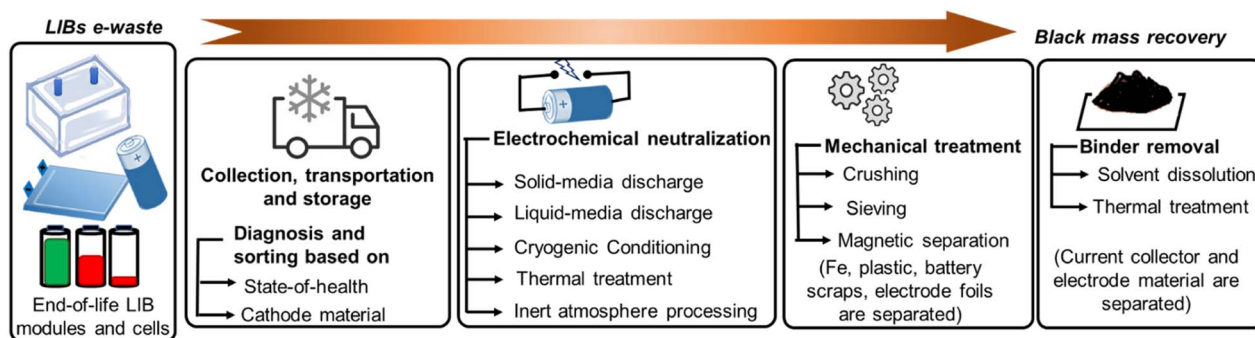 LIBs e-waste
Black mass recovery
End-of-life LIB
modules and cells
Collection, transportation
and storage
Diagnosis and
sorting based on
State-of-health
Cathode material
Electrochemical neutralization
Solid-media discharge
Liquid-media discharge
Cryogenic Conditioning
Thermal treatment
Inert atmosphere processing
Mechanical treatment
Crushing
Sieving
Magnetic separation
(Fe, plastic, battery
scraps, electrode foils
are separated)
Binder removal
Solvent dissolution
Thermal treatment
(Current collector and
electrode material are
separated)